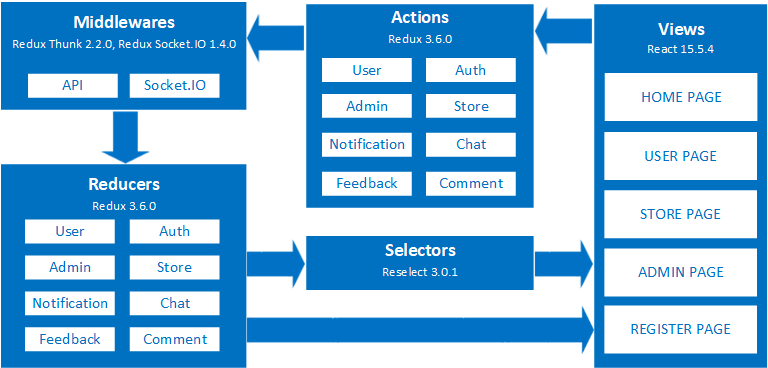 Middlewares
Redux Thunk 2.2.0, Redux Socket.IO 1.4.0
API
Socket.IO
Actions
Redux 3.6.0
User
Auth
Admin
Store
Notification
Chat
Feedback
Comment
Views
React 15.5.4
HOME PAGE
USER PAGE
STORE PAGE
ADMIN PAGE
REGISTER PAGE
Reducers
Redux 3.6.0
User
Auth
Admin
Store
Notification
Chat
Feedback
Comment
Selectors
Reselect 3.0.1